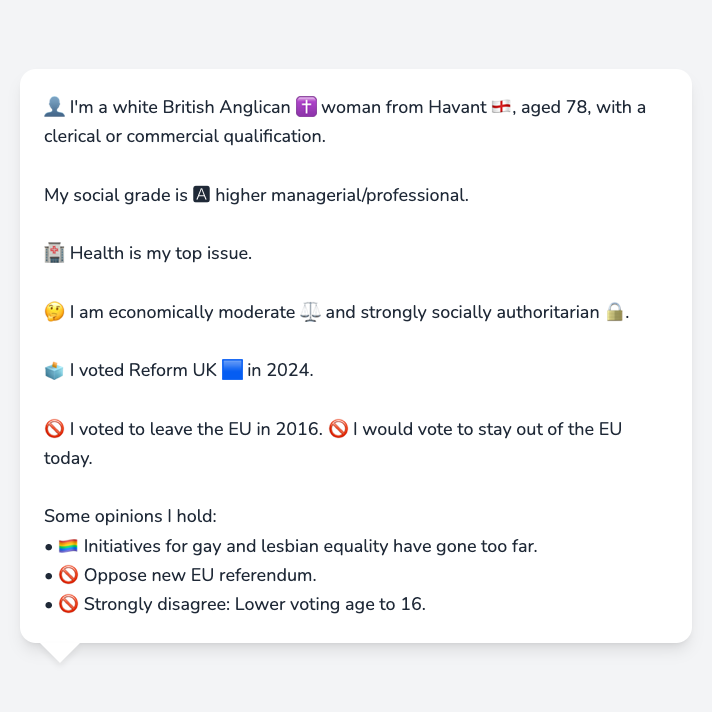 👤 I'm a white British Anglican ✝️ woman from Havant 🏴󠁧󠁢󠁥󠁮󠁧󠁿, aged 78, with a
clerical or commercial qualification.
My social grade is 🅰 higher managerial/professional.
🏥 Health is my top issue.
🤔 I am economically moderate ⚖️ and strongly socially authoritarian 🔒.
🗳️ I voted Reform UK 🟦 in 2024.
🚫 I voted to leave the EU in 2016. 🚫 I would vote to stay out of the EU
today.
Some opinions I hold:
• 🏳️‍🌈 Initiatives for gay and lesbian equality have gone too far.
• 🚫 Oppose new EU referendum.
• 🚫 Strongly disagree: Lower voting age to 16.